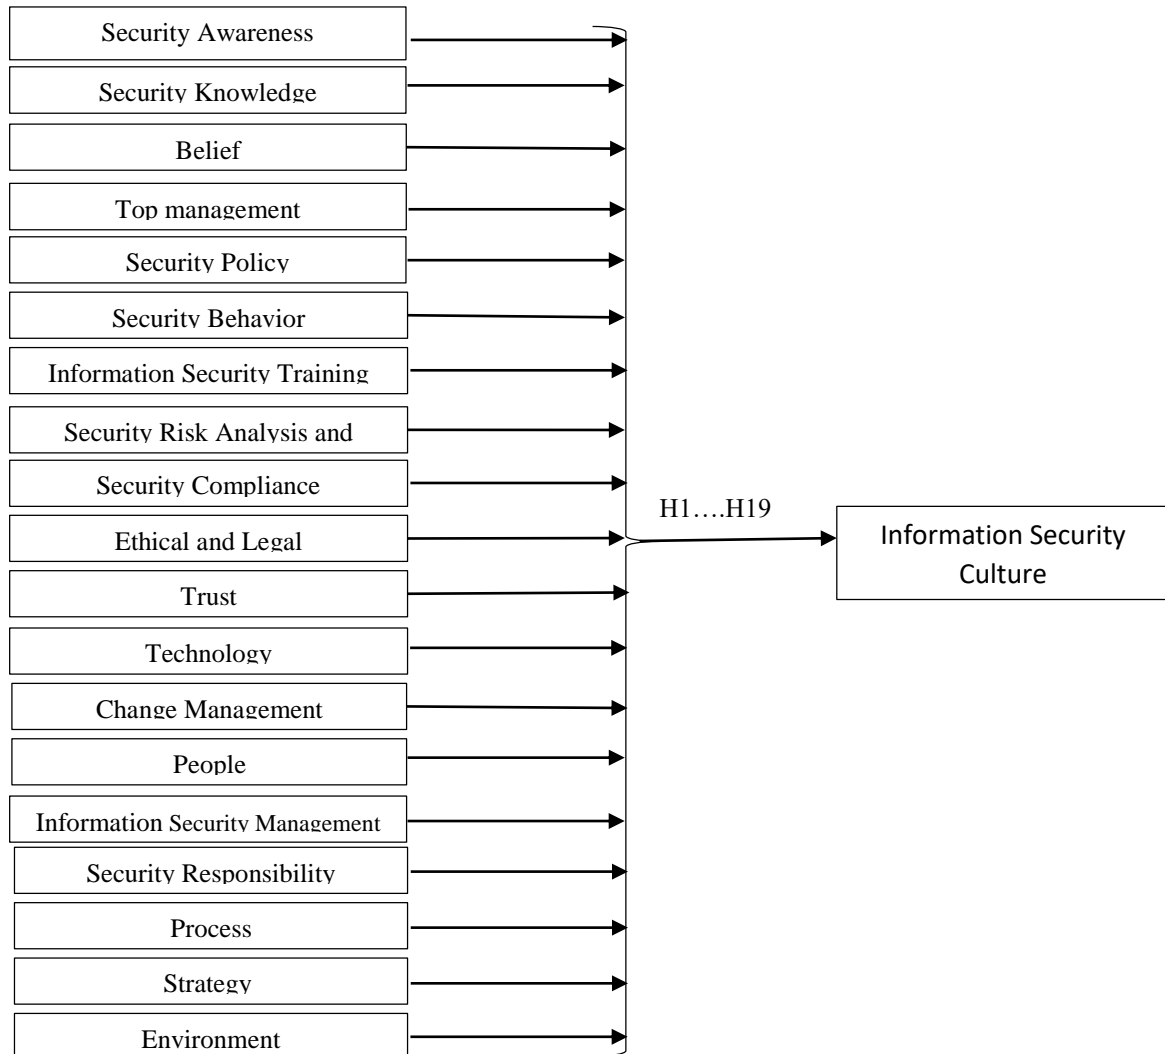 Security Awareness
Security Knowledge
Belief
Top management
Security Policy
Security Behavior
Information Security Training
Security Risk Analysis and
Security Compliance
Ethical and Legal
Trust
Technology
Change Management
People
Information Security Management
Security Responsibility
Process
Strategy
Environment
H1….H19
Information Security
Culture